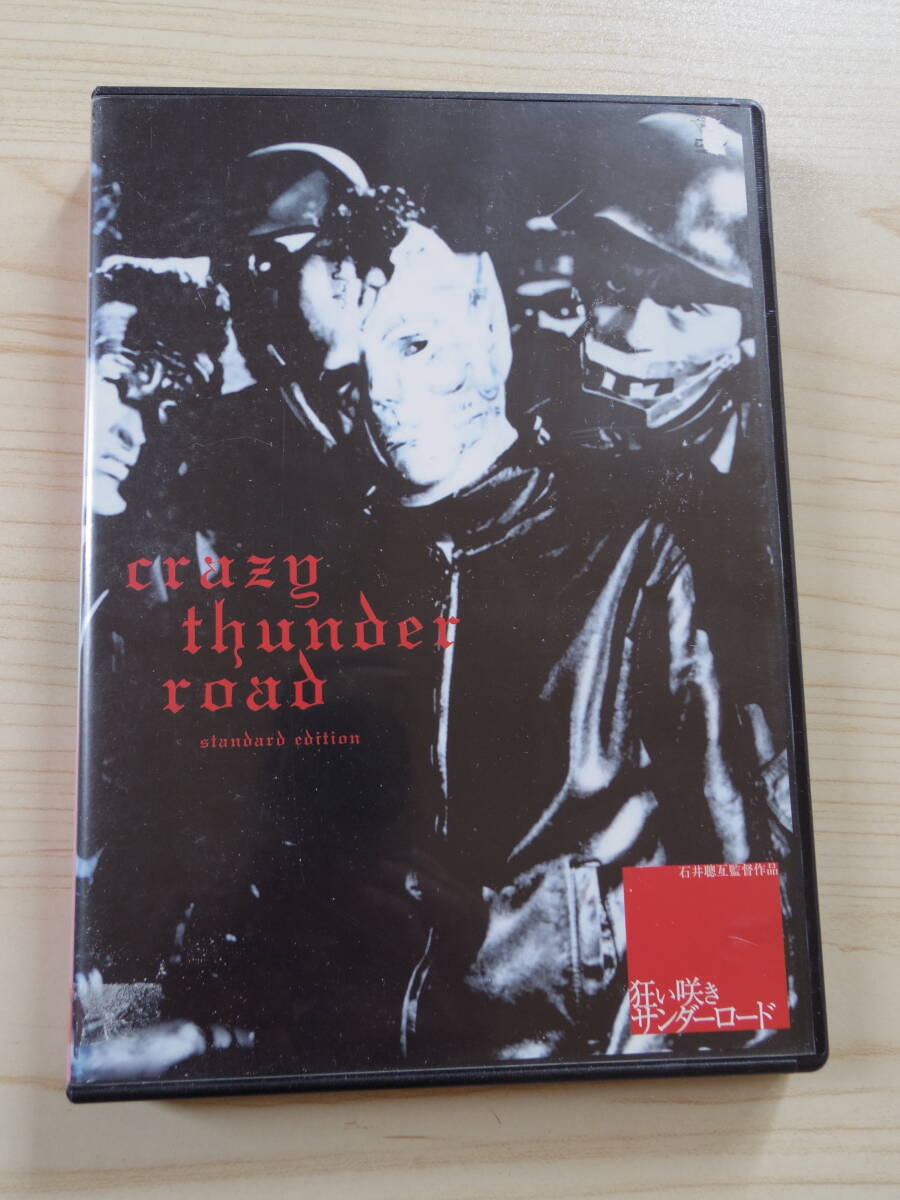 crazy
thunder
road
standard edition
石井聰互監督作品
狂い咲き
サンダーロード